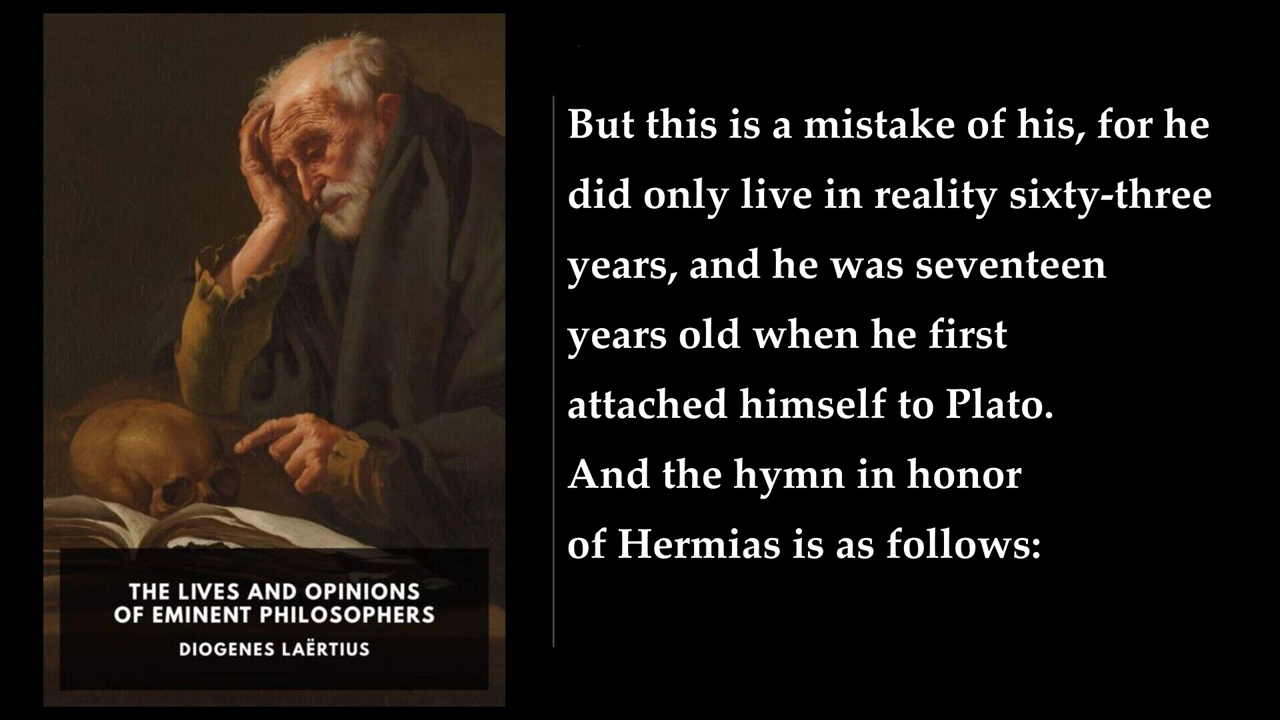 THE LIVES AND OPINIONS
OF EMINENT PHILOSOPHERS
DIOGENES LAËRTIUS
But this is a mistake of his, for he
did only live in reality sixty-three
years, and he was seventeen
years old when he first
attached himself to Plato.
And the hymn in honor
of Hermias is as follows: